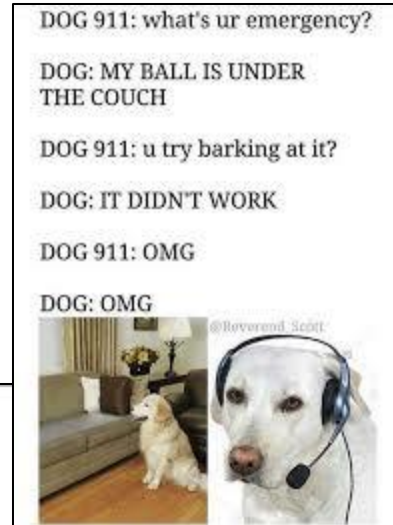 DOG 911: what's ur emergency?
DOG: MY BALL IS UNDER
THE COUCH
DOG 911: u try barking at it?
DOG: IT DIDN'T WORK
DOG 911: OMG
DOG: OMG
@Reverend_Scott